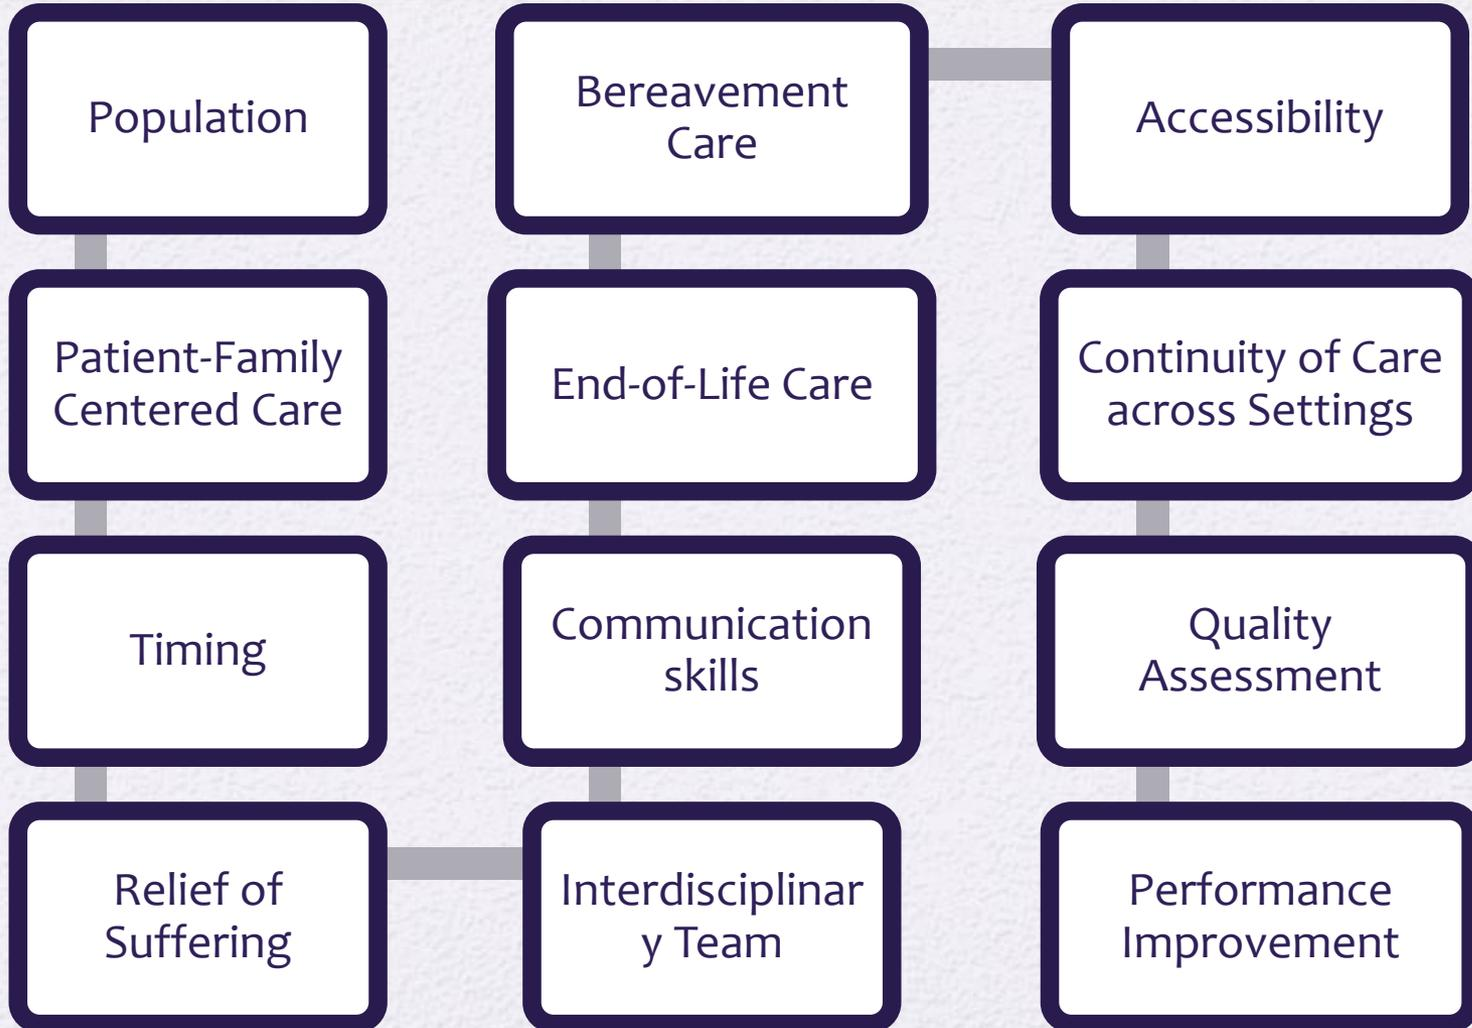 Population
Patient-Family
Centered Care
Timing
Relief of
Suffering
Interdisciplinar
y Team
Communication
skills
End-of-Life Care
Bereavement
Care
Accessibility
Continuity of Care
across Settings
Quality
Assessment
Performance
Improvement